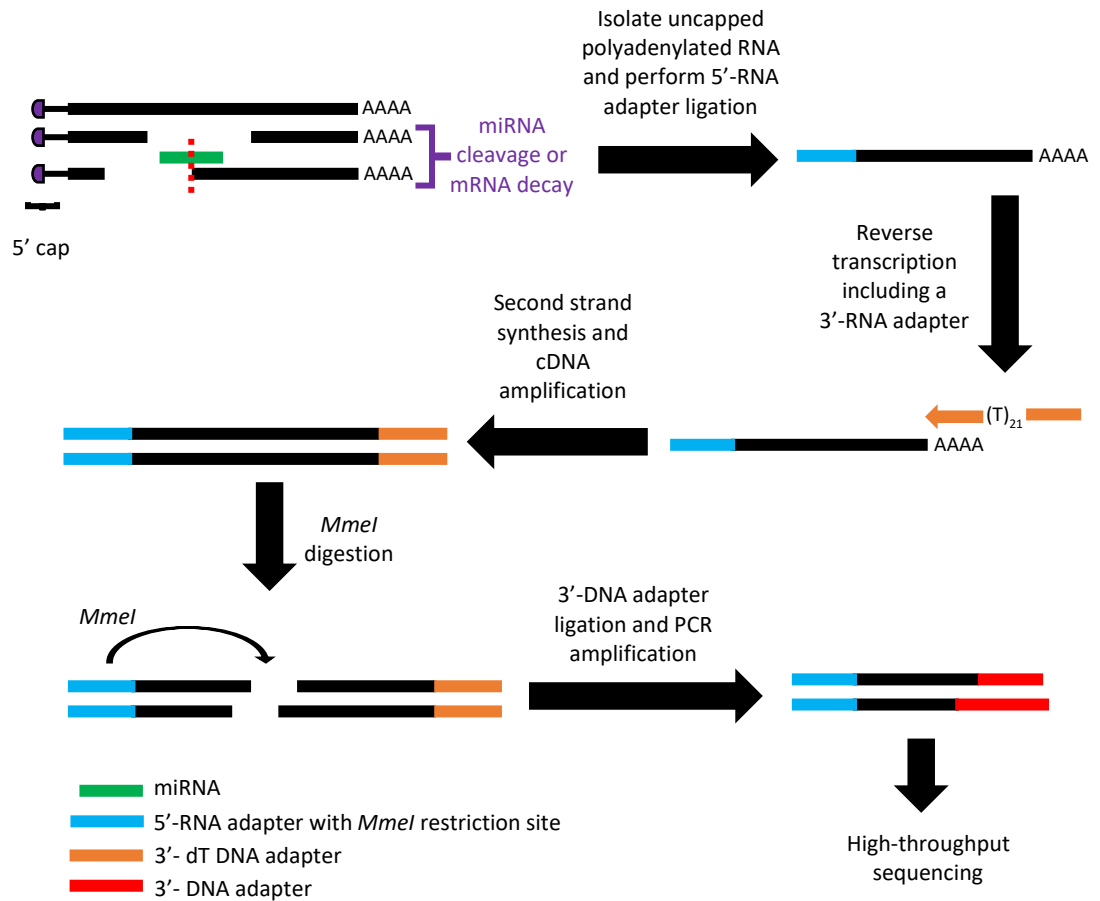 Isolate uncapped
polyadenylated RNA
and perform 5’-RNA
adapter ligation
AAAA
AAAA
AAAA
miRNA
cleavage or
mRNA decay
5’ cap
AAAA
Reverse
transcription
including a
3’-RNA adapter
(T)21
AAAA
Second strand
synthesis and
cDNA
amplification
MmeI
digestion
MmeI
3’-DNA adapter
ligation and PCR
amplification
miRNA
5’-RNA adapter with MmeI restriction site
3’- dT DNA adapter
3’- DNA adapter
High-throughput
sequencing